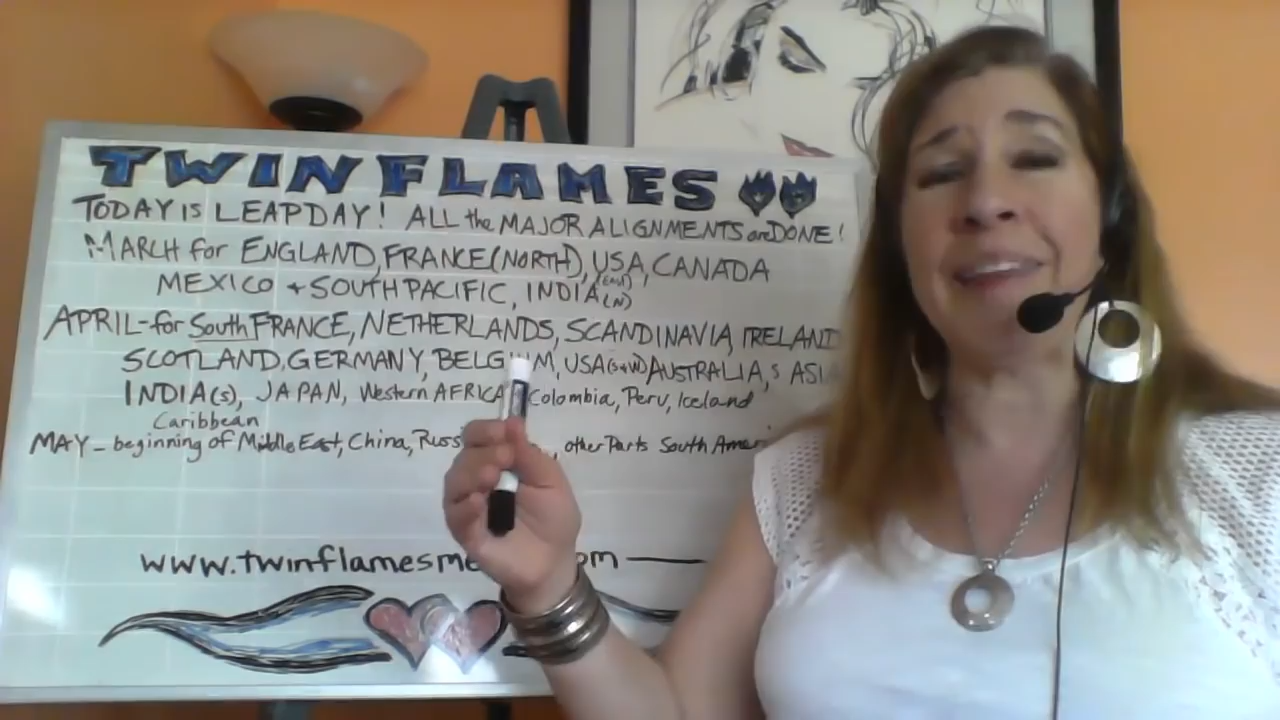 TWIN FLAMES
TODAY IS LEAPDAY! ALL the MAJOR ALIGNMENTS are DONE!
MARCH for ENGLAND, FRANCE (NORTH), USA, CANADA
(East)
MEXICO + SOUTH PACIFIC, INDIA (N)
APRIL - for South FRANCE, NETHERLANDS, SCANDINAVIA, IRELAND
SCOTLAND, GERMANY, BELGIUM, USA (S+W) AUSTRALIA, S ASIA
INDIA (S), JAPAN, Western AFRICA Colombia, Peru, Iceland
Caribbean
MAY - beginning of Middle East, China, other Parts South
www.